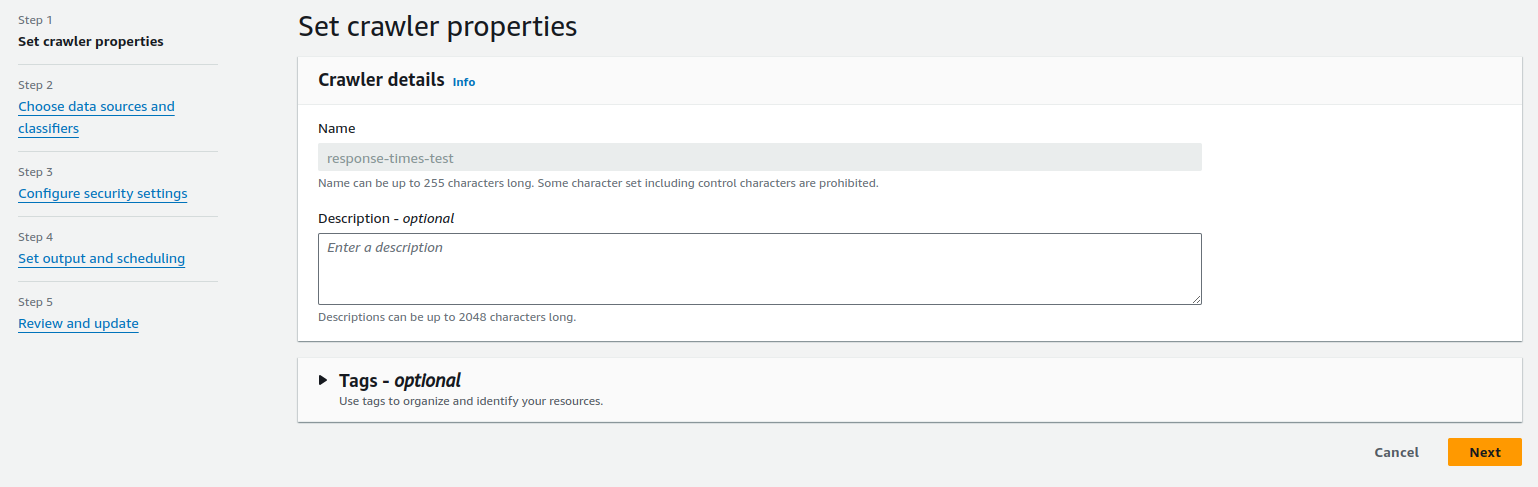 Step 1
Set crawler properties
Step 2
Choose data sources and
classifiers
Step 3
Configure security settings
Step 4
Set output and scheduling
Step 5
Review and update
Set crawler properties
Crawler details Info
Name
response-times-test
Name can be up to 255 characters long. Some character set including control characters are prohibited.
Description - optional
Enter a description
Descriptions can be up to 2048 characters long.
Tags - optional
Use tags to organize and identify your resources.
Cancel Next